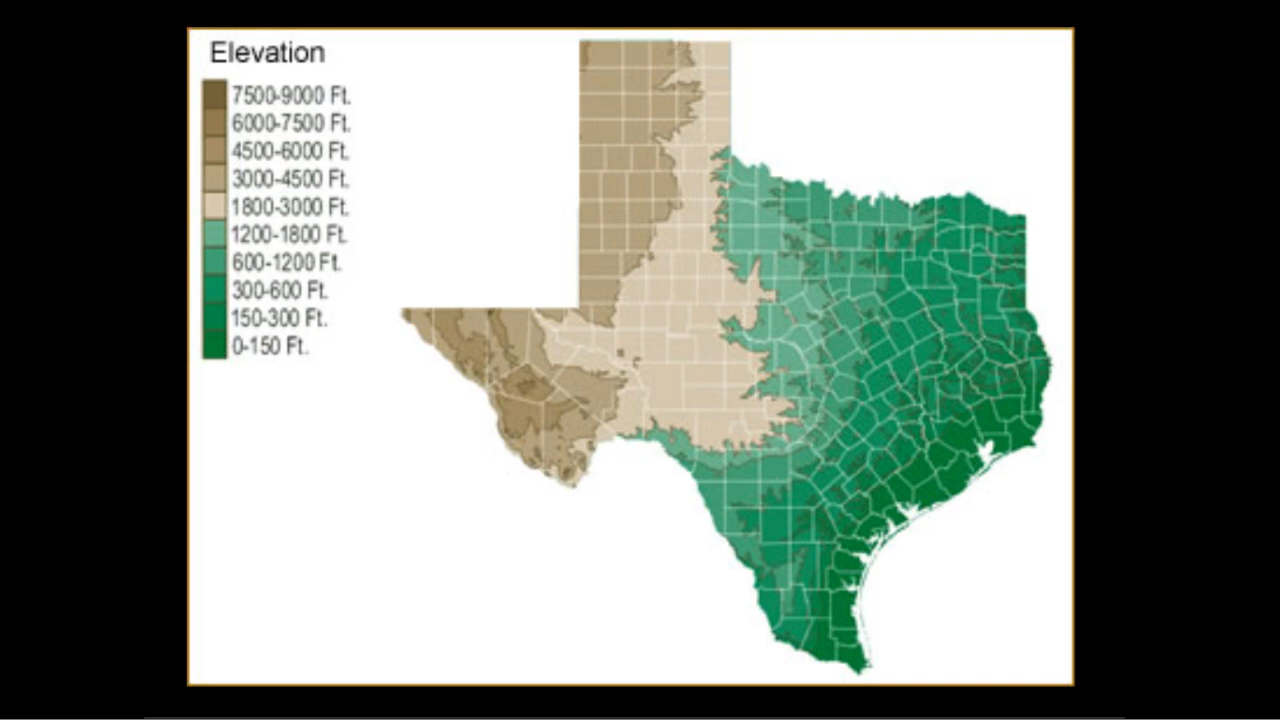 Elevation
7500-9000 Ft.
6000-7500 Ft.
4500-6000 Ft.
3000-4500 Ft.
1800-3000 Ft.
1200-1800 Ft.
600-1200 Ft.
300-600 Ft.
150-300 Ft.
0-150 Ft.